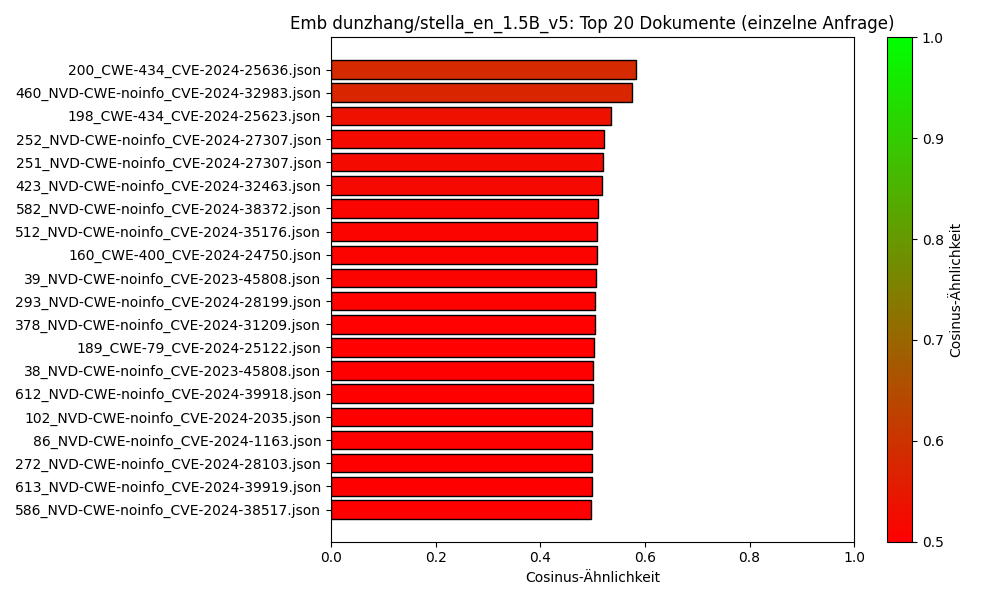 Emb dunzhang/stella_en_1.5B_v5: Top 20 Dokumente (einzelne Anfrage)
200_CWE-434_CVE-2024-25636.json
460_NVD-CWE-noinfo_CVE-2024-32983.json
198_CWE-434_CVE-2024-25623.json
252_NVD-CWE-noinfo_CVE-2024-27307.json
251_NVD-CWE-noinfo_CVE-2024-27307.json
423_NVD-CWE-noinfo_CVE-2024-32463.json
582_NVD-CWE-noinfo_CVE-2024-38372.json
512_NVD-CWE-noinfo_CVE-2024-35176.json
160_CWE-400_CVE-2024-24750.json
39_NVD-CWE-noinfo_CVE-2023-45808.json
293_NVD-CWE-noinfo_CVE-2024-28199.json
378_NVD-CWE-noinfo_CVE-2024-31209.json
189_CWE-79_CVE-2024-25122.json
38_NVD-CWE-noinfo_CVE-2023-45808.json
612_NVD-CWE-noinfo_CVE-2024-39918.json
102_NVD-CWE-noinfo_CVE-2024-2035.json
86_NVD-CWE-noinfo_CVE-2024-1163.json
272_NVD-CWE-noinfo_CVE-2024-28103.json
613_NVD-CWE-noinfo_CVE-2024-39919.json
586_NVD-CWE-noinfo_CVE-2024-38517.json
0.0 0.2 0.4 0.6 0.8 1.0
Cosinus-Ähnlichkeit
1.0
0.9
0.8
0.7
0.6
0.5
Cosinus-Ähnlichkeit